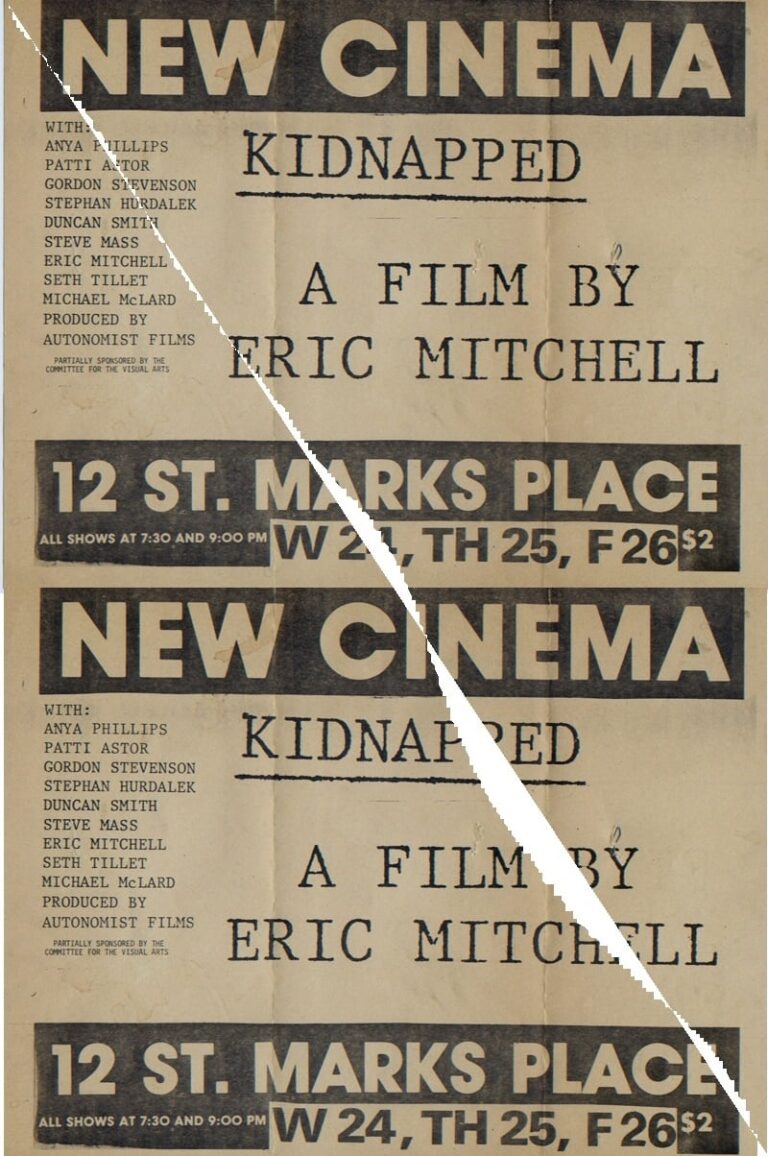 NEW CINEMA
WITH:
ANYA PHILLIPS
PATTI ASTOR
GORDON STEVENSON
STEPHAN HURDALEK
DUNCAN SMITH
STEVE MASS
ERIC MITCHELL
SETH TILLET
MICHAEL McLARD
PRODUCED BY
AUTONOMIST FILMS
PARTIALLY SPONSORED BY THE
COMMITTEE FOR THE VISUAL ARTS
KIDNAPPED
A FILM BY
ERIC MITCHELL
12 ST. MARKS PLACE
ALL SHOWS AT 7:30 AND 9:00 PM W 24, TH 25, F 26 $2
NEW CINEMA
WITH:
ANYA PHILLIPS
PATTI ASTOR
GORDON STEVENSON
STEPHAN HURDALEK
DUNCAN SMITH
STEVE MASS
ERIC MITCHELL
SETH TILLET
MICHAEL McLARD
PRODUCED BY
AUTONOMIST FILMS
PARTIALLY SPONSORED BY THE
COMMITTEE FOR THE VISUAL ARTS
KIDNAPPED
A FILM BY
ERIC MITCHELL
12 ST. MARKS PLACE
ALL SHOWS AT 7:30 AND 9:00 PM W 24, TH 25, F 26 $2